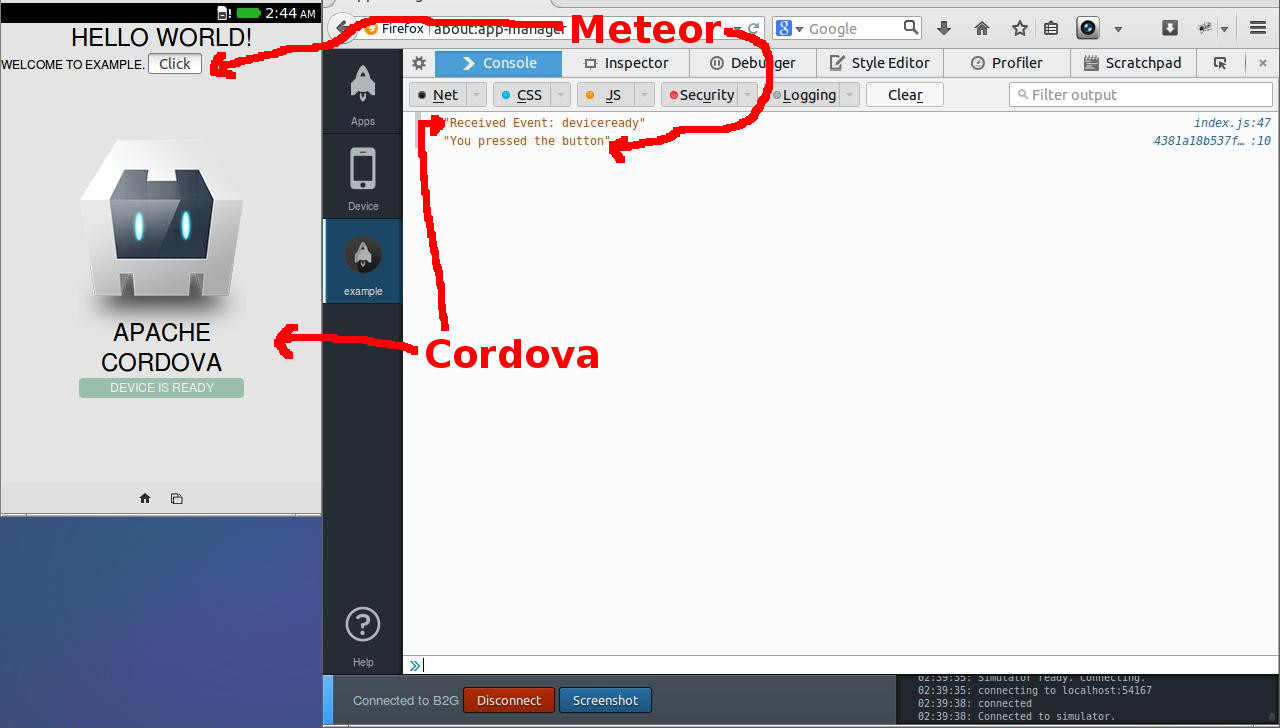 2:44 AM
HELLO WORLD!
WELCOME TO EXAMPLE. Click
APACHE
CORDOVA
DEVICE IS READY
Firefox about:app-manager
Google
Meteor
Console Inspector Debugger Style Editor Profiler Scratchpad
Net CSS JS Security Logging Clear Filter output
"Received Event: deviceready" index.js:47
"You pressed the button" 4381a18b537f… :10
Apps
Device
example
Cordova
Help
Connected to B2G Disconnect Screenshot
02:39:35: Simulator ready. Connecting.
02:39:35: connecting to localhost:54167
02:39:38: connected
02:39:38: Connected to simulator.